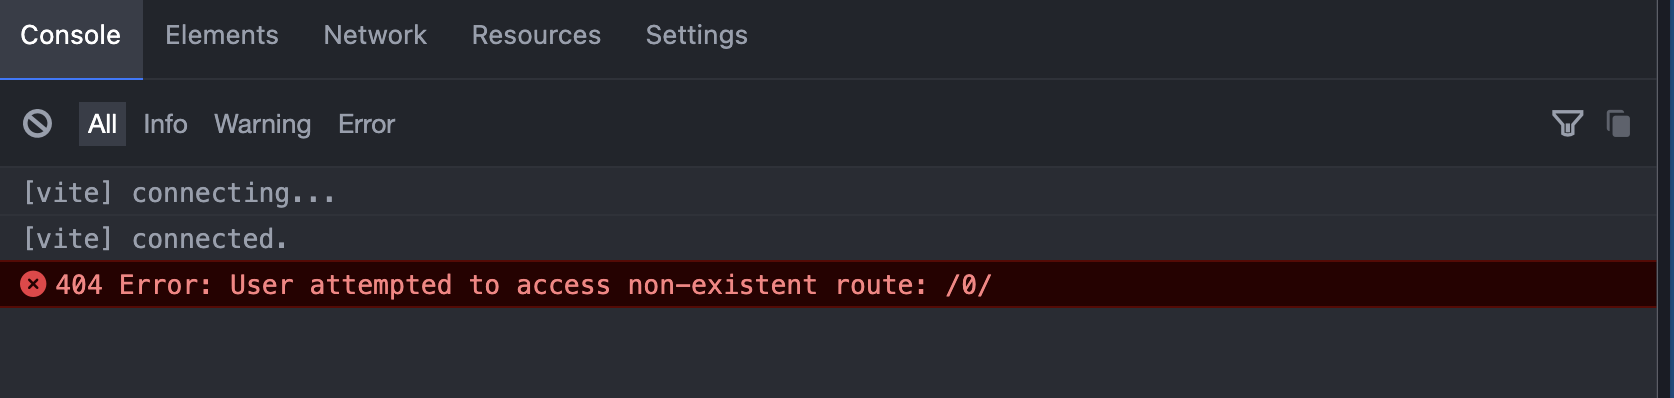 Console Elements Network Resources Settings
All Info Warning Error
[vite] connecting...
[vite] connected.
404 Error: User attempted to access non-existent route: /0/